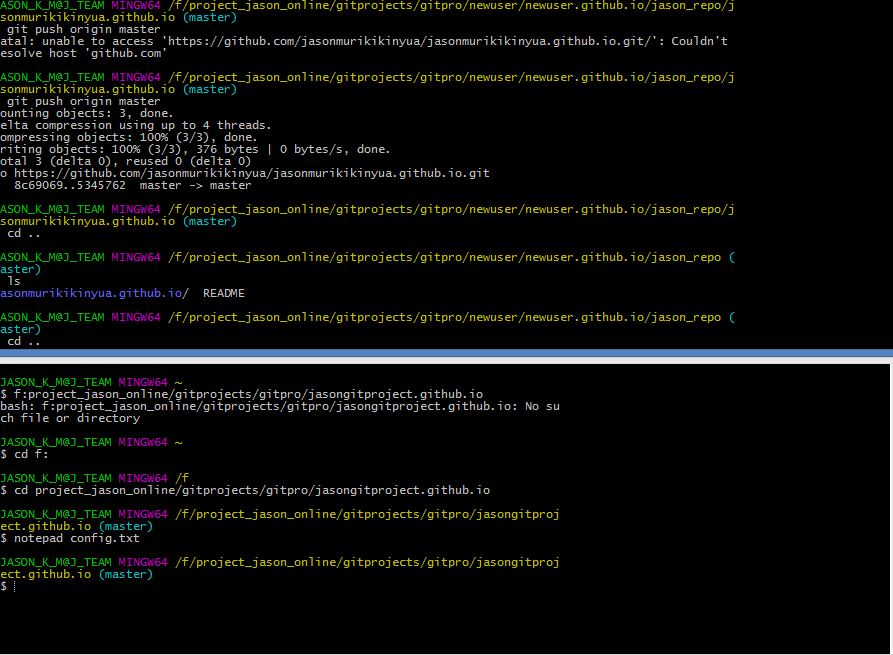 ASON_K_M@J_TEAM MINGW64 /f/project_jason_online/gitprojects/gitpro/newuser/newuser.github.io/jason_repo/j
sonmurikikinyua.github.io (master)
git push origin master
atal: unable to access 'https://github.com/jasonmurikikinyua/jasonmurikikinyua.github.io.git/': Couldn't
esolve host 'github.com'
ASON_K_M@J_TEAM MINGW64 /f/project_jason_online/gitprojects/gitpro/newuser/newuser.github.io/jason_repo/j
sonmurikikinyua.github.io (master)
git push origin master
ounting objects: 3, done.
elta compression using up to 4 threads.
ompressing objects: 100% (3/3), done.
riting objects: 100% (3/3), 376 bytes | 0 bytes/s, done.
otal 3 (delta 0), reused 0 (delta 0)
o https://github.com/jasonmurikikinyua/jasonmurikikinyua.github.io.git
8c69069..5345762  master -> master
ASON_K_M@J_TEAM MINGW64 /f/project_jason_online/gitprojects/gitpro/newuser/newuser.github.io/jason_repo/j
sonmurikikinyua.github.io (master)
cd ..
ASON_K_M@J_TEAM MINGW64 /f/project_jason_online/gitprojects/gitpro/newuser/newuser.github.io/jason_repo (
aster)
ls
asonmurikikinyua.github.io/  README
ASON_K_M@J_TEAM MINGW64 /f/project_jason_online/gitprojects/gitpro/newuser/newuser.github.io/jason_repo (
aster)
cd ..
JASON_K_M@J_TEAM MINGW64 ~
$ f:project_jason_online/gitprojects/gitpro/jasongitproject.github.io
bash: f:project_jason_online/gitprojects/gitpro/jasongitproject.github.io: No su
ch file or directory
JASON_K_M@J_TEAM MINGW64 ~
$ cd f:
JASON_K_M@J_TEAM MINGW64 /f
$ cd project_jason_online/gitprojects/gitpro/jasongitproject.github.io
JASON_K_M@J_TEAM MINGW64 /f/project_jason_online/gitprojects/gitpro/jasongitproj
ect.github.io (master)
$ notepad config.txt
JASON_K_M@J_TEAM MINGW64 /f/project_jason_online/gitprojects/gitpro/jasongitproj
ect.github.io (master)
$